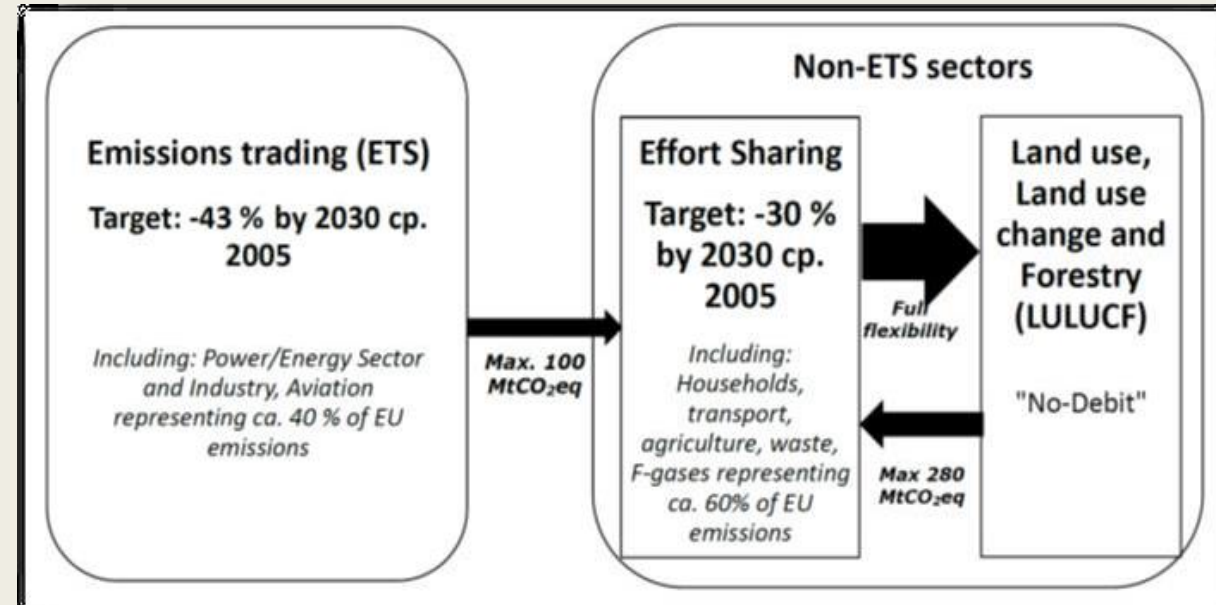 Emissions trading (ETS)
Target: -43 % by 2030 cp.
2005
Including: Power/Energy Sector
and Industry, Aviation
representing ca. 40 % of EU
emissions
Max. 100
MtCO₂eq
Non-ETS sectors
Effort Sharing
Target: -30 %
by 2030 cp.
2005
Including:
Households,
transport,
agriculture, waste,
F-gases representing
ca. 60% of EU
emissions
Full
flexibility
Max 280
MtCO₂eq
Land use,
Land use
change and
Forestry
(LULUCF)
"No-Debit"